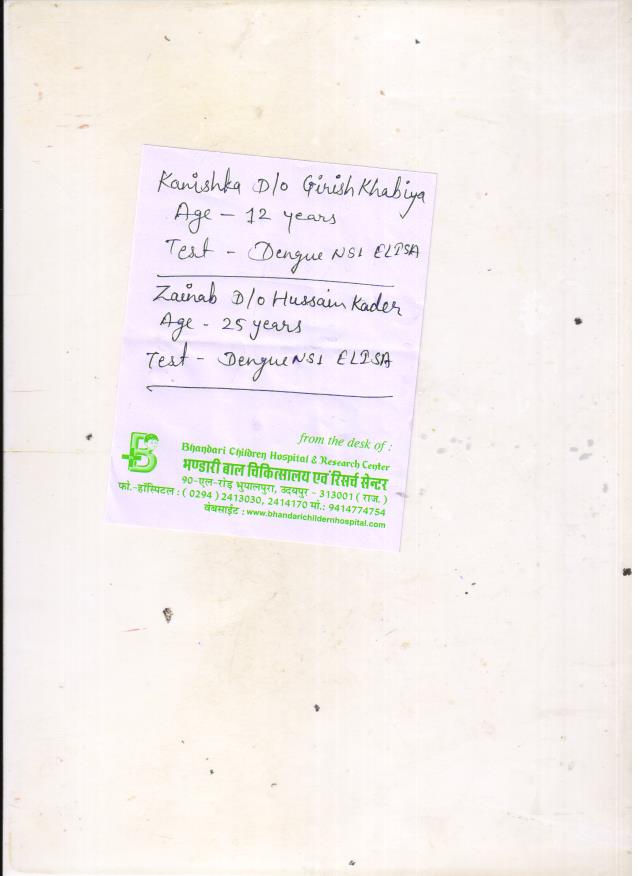 Kanishka D/o Girish Khabiya
Age - 12 years
Test - Dengue NS1 ELISA
Zainab D/o Hussain Kader
Age - 25 years
Test - Dengue NS1 ELISA
from the desk of :
B
Bhandari Children Hospital & Research Center
भण्डारी बाल चिकित्सालय एवं रिसर्च सेन्टर
90-एल-रोड़ भुपालपुरा, उदयपुर - 313001 ( राज. )
फो.-हॉस्पिटल : ( 0294 ) 2413030, 2414170 मो.: 9414774754
वेबसाईट : www.bhandarichildernhospital.com